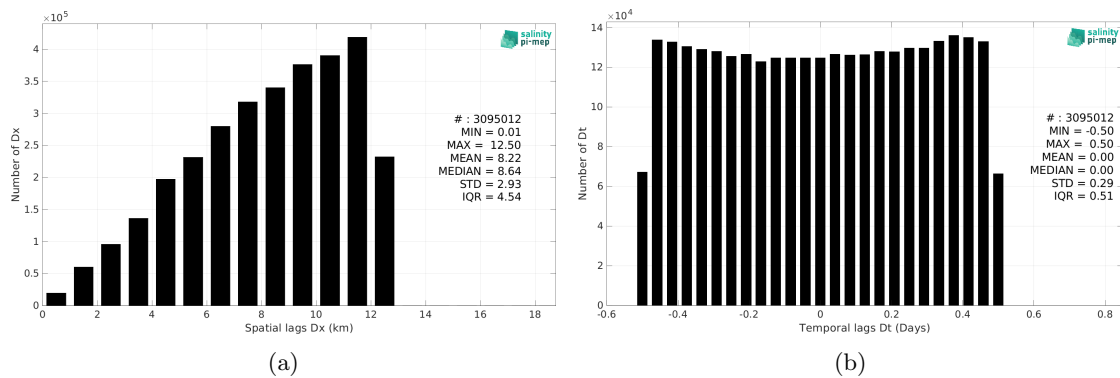 ×10⁵
4
3.5
3
2.5
2
1.5
1
0.5
0
0 2 4 6 8 10 12 14 16 18
Number of Dx
Spatial lags Dx (km)
salinity
pi-mep
# : 3095012
MIN = 0.01
MAX = 12.50
MEAN = 8.22
MEDIAN = 8.64
STD = 2.93
IQR = 4.54
(a)
×10⁴
14
12
10
8
6
4
2
0
-0.6 -0.4 -0.2 0 0.2 0.4 0.6 0.8
Number of Dt
Temporal lags Dt (Days)
salinity
pi-mep
# : 3095012
MIN = -0.50
MAX = 0.50
MEAN = 0.00
MEDIAN = 0.00
STD = 0.29
IQR = 0.51
(b)